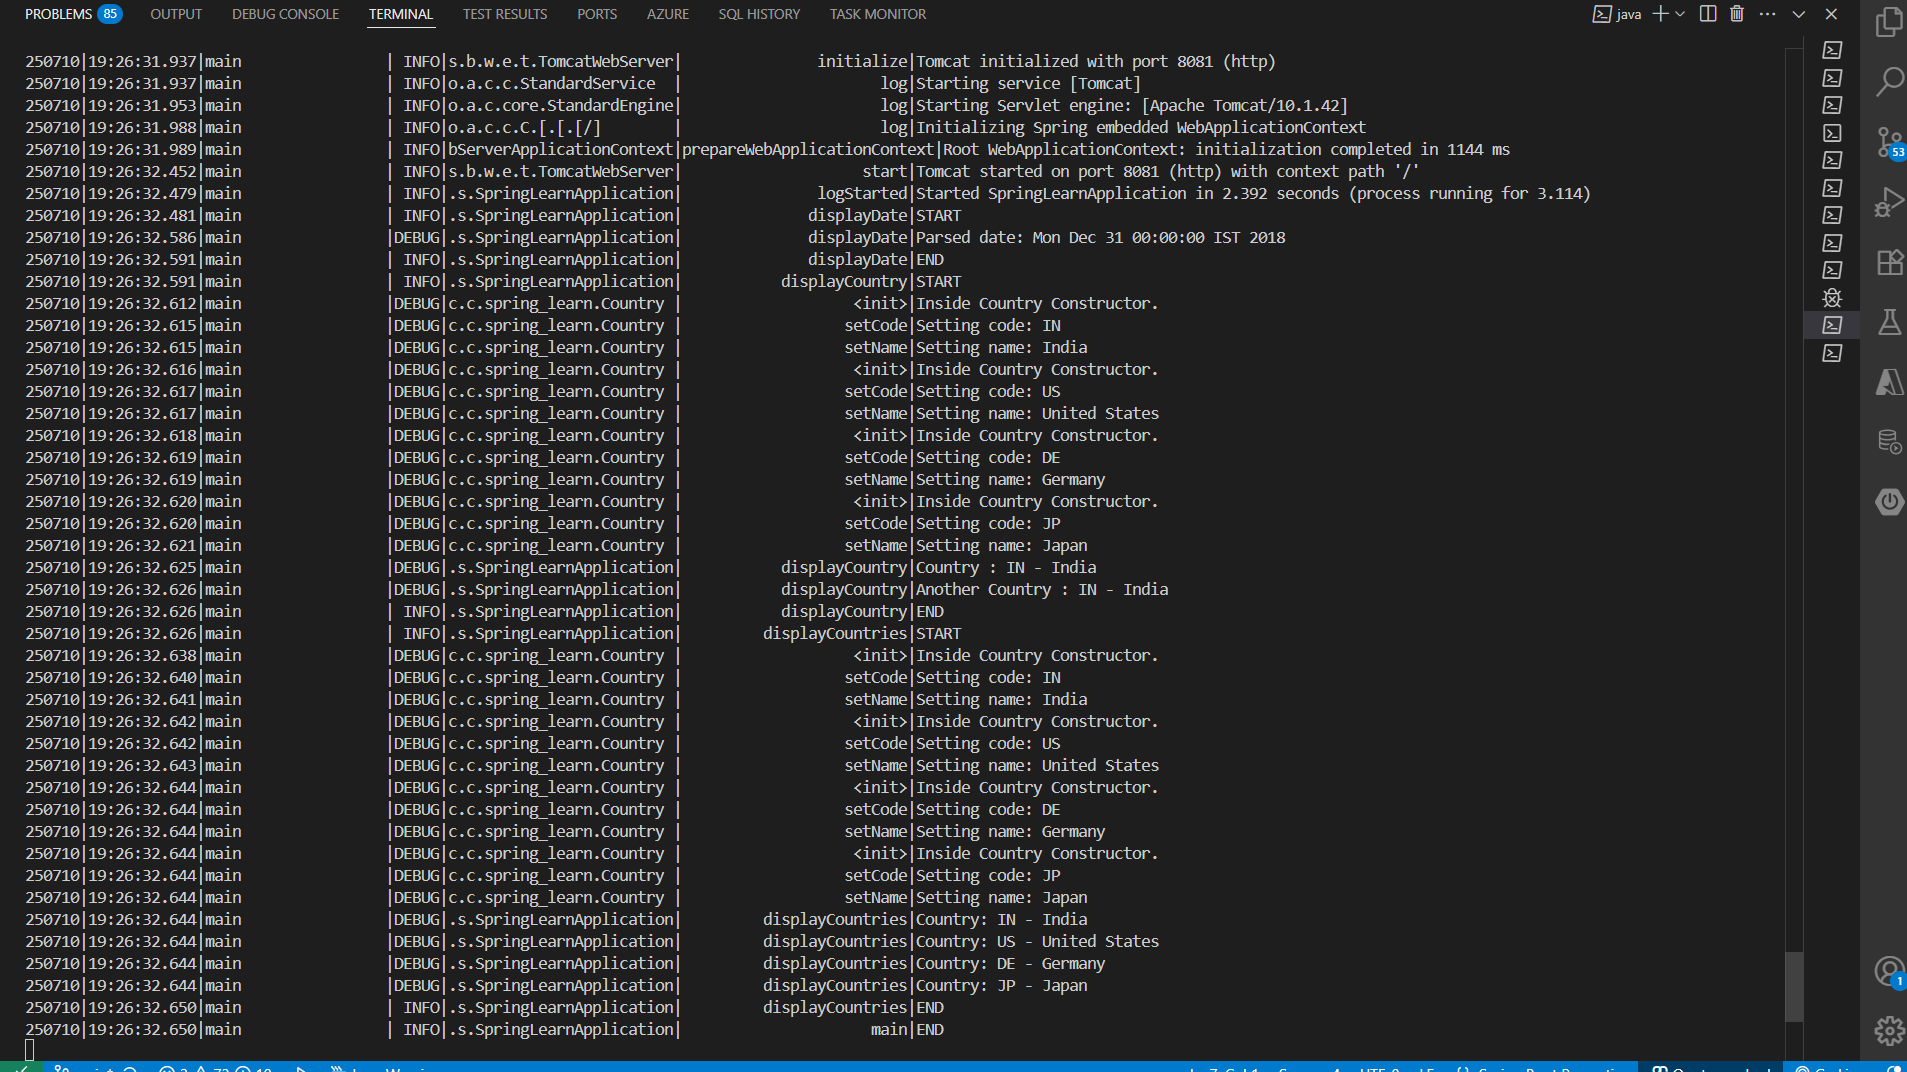 PROBLEMS 85 OUTPUT DEBUG CONSOLE TERMINAL TEST RESULTS PORTS AZURE SQL HISTORY TASK MONITOR java
250710|19:26:31.937|main | INFO|s.b.w.e.t.TomcatWebServer| initialize|Tomcat initialized with port 8081 (http)
250710|19:26:31.937|main | INFO|o.a.c.c.StandardService | log|Starting service [Tomcat]
250710|19:26:31.953|main | INFO|o.a.c.core.StandardEngine| log|Starting Servlet engine: [Apache Tomcat/10.1.42]
250710|19:26:31.988|main | INFO|o.a.c.c.C.[.[.[/] | log|Initializing Spring embedded WebApplicationContext
250710|19:26:31.989|main | INFO|bServerApplicationContext|prepareWebApplicationContext|Root WebApplicationContext: initialization completed in 1144 ms
250710|19:26:32.452|main | INFO|s.b.w.e.t.TomcatWebServer| start|Tomcat started on port 8081 (http) with context path '/'
250710|19:26:32.479|main | INFO|.s.SpringLearnApplication| logStarted|Started SpringLearnApplication in 2.392 seconds (process running for 3.114)
250710|19:26:32.481|main | INFO|.s.SpringLearnApplication| displayDate|START
250710|19:26:32.586|main |DEBUG|.s.SpringLearnApplication| displayDate|Parsed date: Mon Dec 31 00:00:00 IST 2018
250710|19:26:32.591|main | INFO|.s.SpringLearnApplication| displayDate|END
250710|19:26:32.591|main | INFO|.s.SpringLearnApplication| displayCountry|START
250710|19:26:32.612|main |DEBUG|c.c.spring_learn.Country | <init>|Inside Country Constructor.
250710|19:26:32.615|main |DEBUG|c.c.spring_learn.Country | setCode|Setting code: IN
250710|19:26:32.615|main |DEBUG|c.c.spring_learn.Country | setName|Setting name: India
250710|19:26:32.616|main |DEBUG|c.c.spring_learn.Country | <init>|Inside Country Constructor.
250710|19:26:32.617|main |DEBUG|c.c.spring_learn.Country | setCode|Setting code: US
250710|19:26:32.617|main |DEBUG|c.c.spring_learn.Country | setName|Setting name: United States
250710|19:26:32.618|main |DEBUG|c.c.spring_learn.Country | <init>|Inside Country Constructor.
250710|19:26:32.619|main |DEBUG|c.c.spring_learn.Country | setCode|Setting code: DE
250710|19:26:32.619|main |DEBUG|c.c.spring_learn.Country | setName|Setting name: Germany
250710|19:26:32.620|main |DEBUG|c.c.spring_learn.Country | <init>|Inside Country Constructor.
250710|19:26:32.620|main |DEBUG|c.c.spring_learn.Country | setCode|Setting code: JP
250710|19:26:32.621|main |DEBUG|c.c.spring_learn.Country | setName|Setting name: Japan
250710|19:26:32.625|main |DEBUG|.s.SpringLearnApplication| displayCountry|Country : IN - India
250710|19:26:32.626|main |DEBUG|.s.SpringLearnApplication| displayCountry|Another Country : IN - India
250710|19:26:32.626|main | INFO|.s.SpringLearnApplication| displayCountry|END
250710|19:26:32.626|main | INFO|.s.SpringLearnApplication| displayCountries|START
250710|19:26:32.638|main |DEBUG|c.c.spring_learn.Country | <init>|Inside Country Constructor.
250710|19:26:32.640|main |DEBUG|c.c.spring_learn.Country | setCode|Setting code: IN
250710|19:26:32.641|main |DEBUG|c.c.spring_learn.Country | setName|Setting name: India
250710|19:26:32.642|main |DEBUG|c.c.spring_learn.Country | <init>|Inside Country Constructor.
250710|19:26:32.642|main |DEBUG|c.c.spring_learn.Country | setCode|Setting code: US
250710|19:26:32.643|main |DEBUG|c.c.spring_learn.Country | setName|Setting name: United States
250710|19:26:32.644|main |DEBUG|c.c.spring_learn.Country | <init>|Inside Country Constructor.
250710|19:26:32.644|main |DEBUG|c.c.spring_learn.Country | setCode|Setting code: DE
250710|19:26:32.644|main |DEBUG|c.c.spring_learn.Country | setName|Setting name: Germany
250710|19:26:32.644|main |DEBUG|c.c.spring_learn.Country | <init>|Inside Country Constructor.
250710|19:26:32.644|main |DEBUG|c.c.spring_learn.Country | setCode|Setting code: JP
250710|19:26:32.644|main |DEBUG|c.c.spring_learn.Country | setName|Setting name: Japan
250710|19:26:32.644|main |DEBUG|.s.SpringLearnApplication| displayCountries|Country: IN - India
250710|19:26:32.644|main |DEBUG|.s.SpringLearnApplication| displayCountries|Country: US - United States
250710|19:26:32.644|main |DEBUG|.s.SpringLearnApplication| displayCountries|Country: DE - Germany
250710|19:26:32.644|main |DEBUG|.s.SpringLearnApplication| displayCountries|Country: JP - Japan
250710|19:26:32.650|main | INFO|.s.SpringLearnApplication| displayCountries|END
250710|19:26:32.650|main | INFO|.s.SpringLearnApplication| main|END
53
1